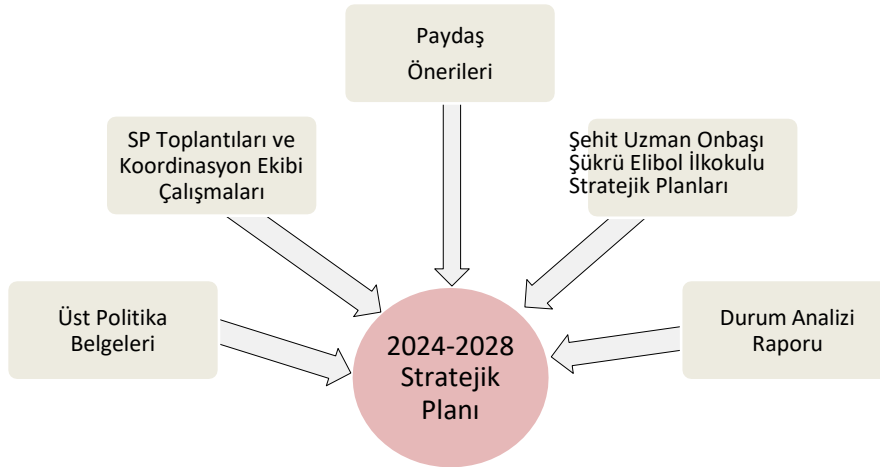 Paydaş
Önerileri
SP Toplantıları ve
Koordinasyon Ekibi
Çalışmaları
Şehit Uzman Onbaşı
Şükrü Elibol İlkokulu
Stratejik Planları
Üst Politika
Belgeleri
2024-2028
Stratejik
Planı
Durum Analizi
Raporu